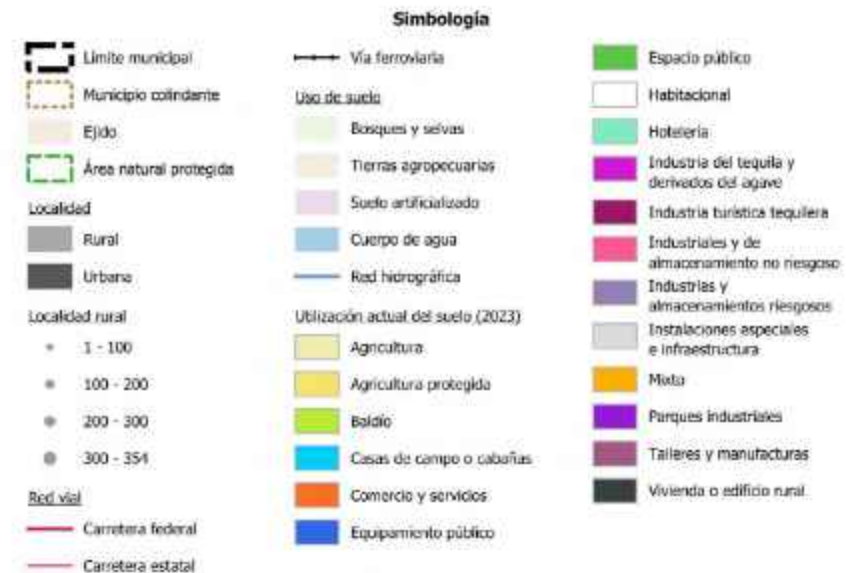 Simbología
Límite municipal
Municipio colindante
Ejido
Área natural protegida
Localidad
Rural
Urbana
Localidad rural
1 - 100
100 - 200
200 - 300
300 - 354
Red vial
Carretera federal
Carretera estatal
Vía ferroviaria
Uso de suelo
Bosques y selvas
Tierras agropecuarias
Suelo artificializado
Cuerpo de agua
Red hidrográfica
Utilización actual del suelo (2023)
Agricultura
Agricultura protegida
Baldío
Casas de campo o cabañas
Comercio y servicios
Equipamiento público
Espacio público
Habitacional
Hotelería
Industria del tequila y
derivados del agave
Industria turística tequilera
Industriales y de
almacenamiento no riesgoso
Industrias y
almacenamientos riesgosos
Instalaciones especiales
e infraestructura
Mixto
Parques industriales
Talleres y manufacturas
Vivienda o edificio rural